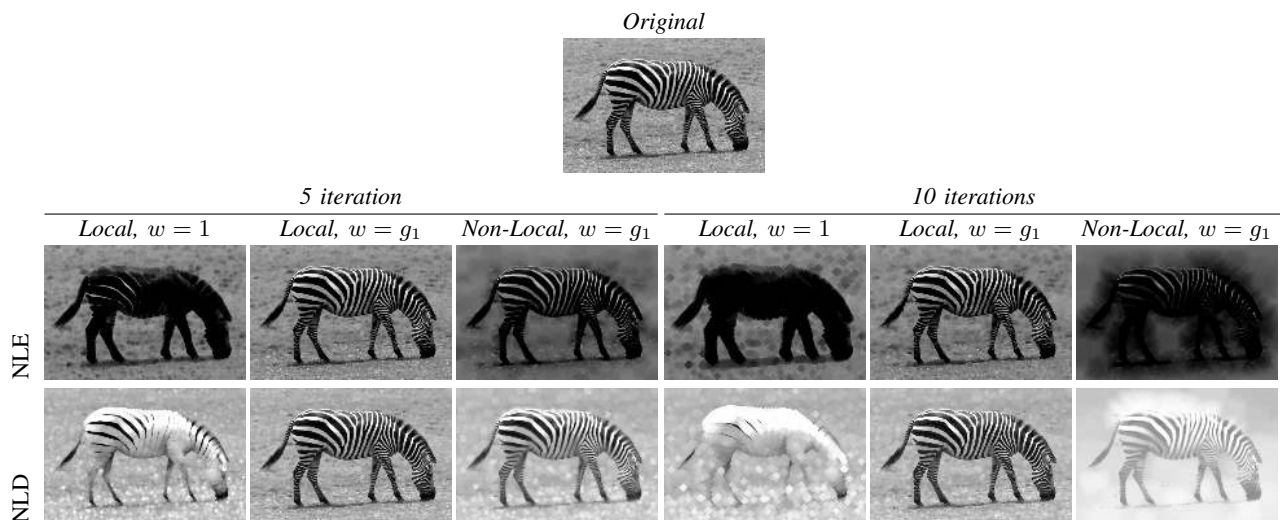 Original
5 iteration 10 iterations
Local, w = 1 Local, w = g₁ Non-Local, w = g₁ Local, w = 1 Local, w = g₁ Non-Local, w = g₁
NLE
NLD